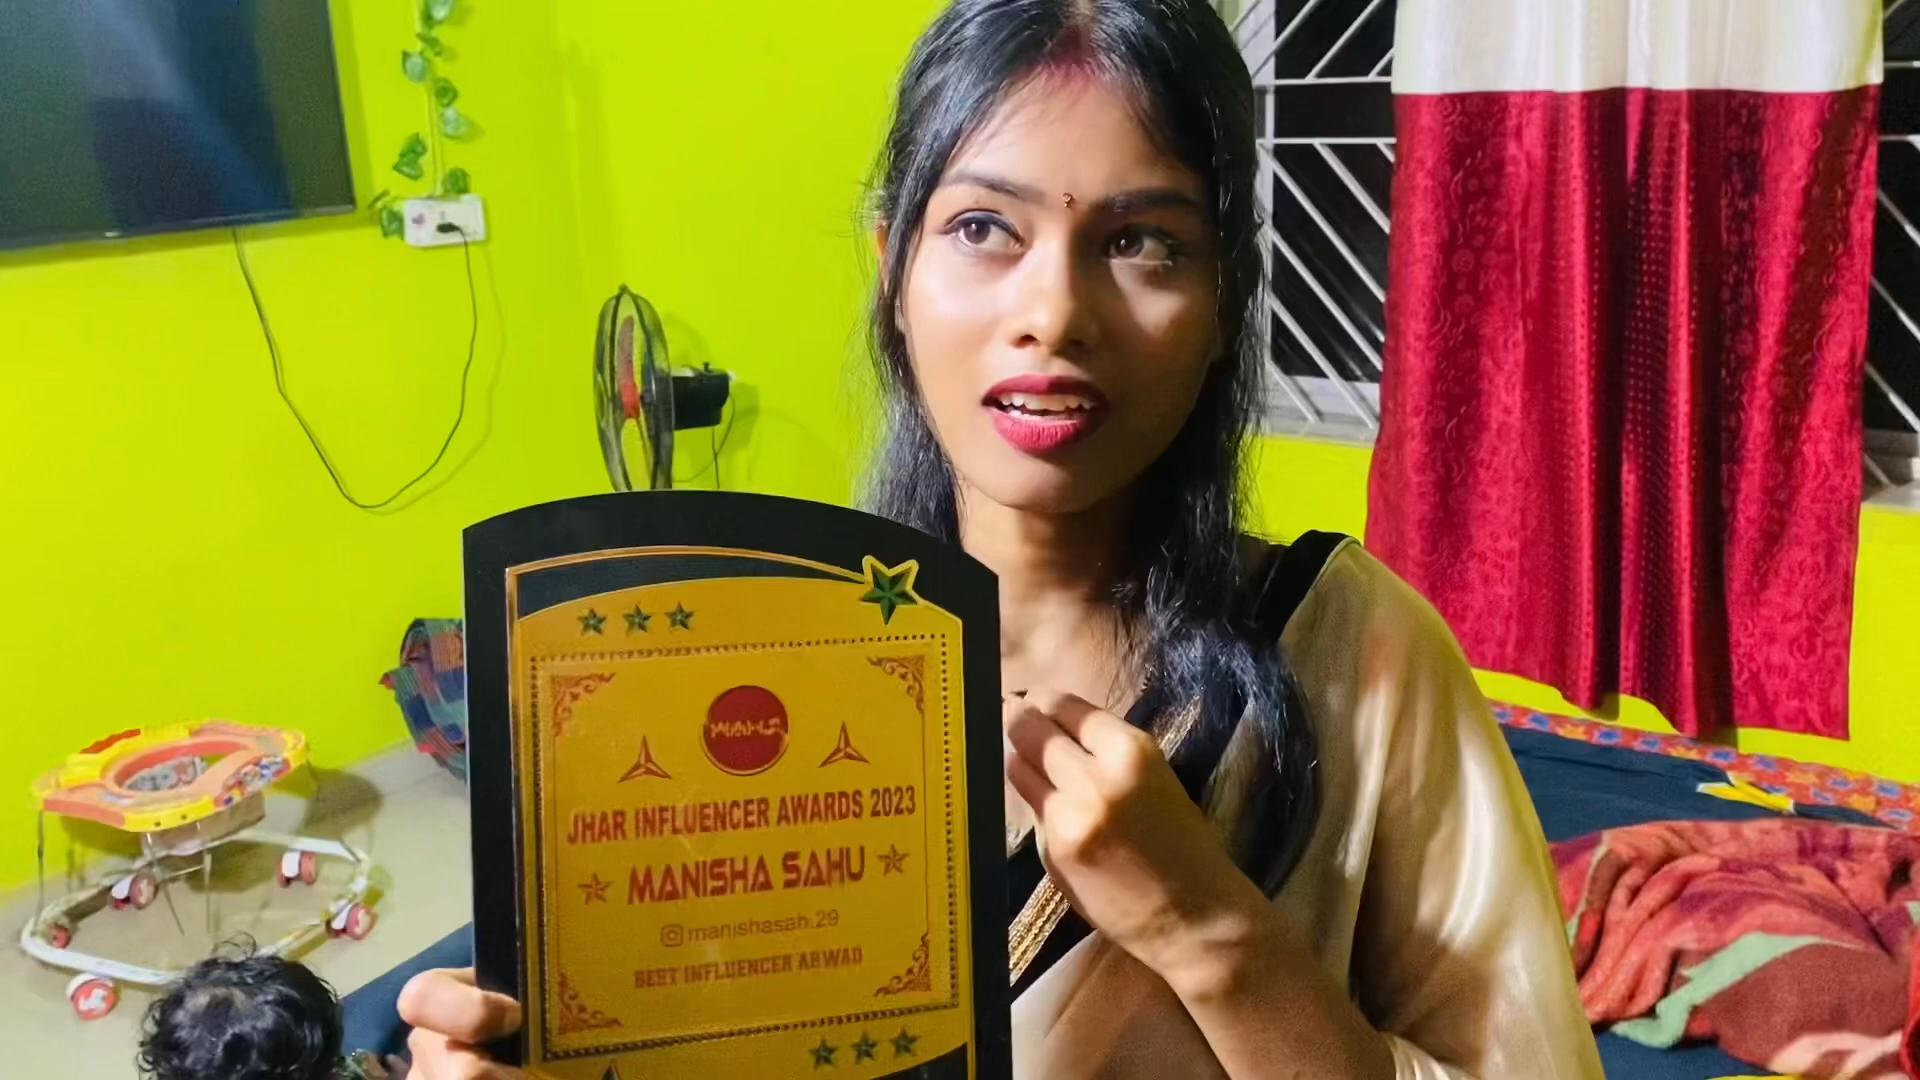 JHAR INFLUENCER AWARDS 2023
MANISHA SAHU
manishasah.29
BEST INFLUENCER ARWAD